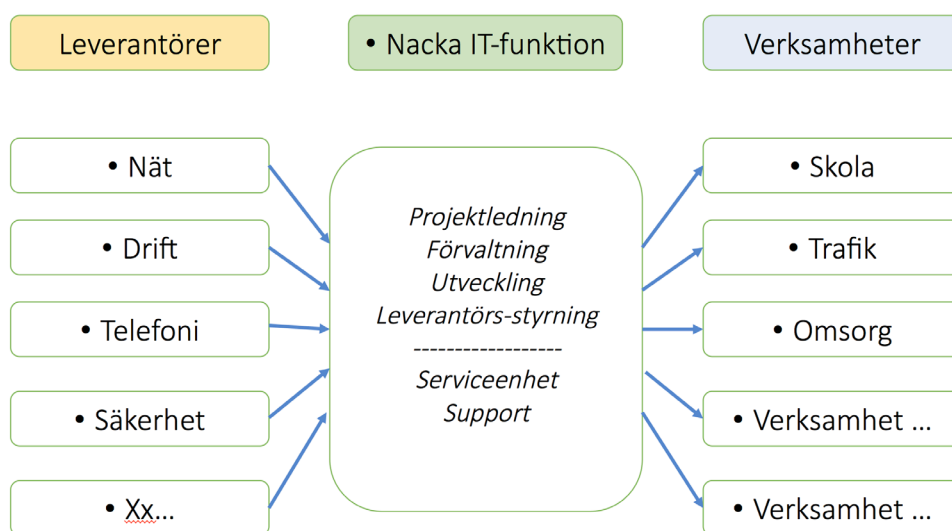 Leverantörer
• Nacka IT-funktion
Verksamheter
• Nät
• Drift
• Telefoni
• Säkerhet
• Xx...
Projektledning
Förvaltning
Utveckling
Leverantörs-styrning
------------------
Serviceenhet
Support
• Skola
• Trafik
• Omsorg
• Verksamhet ...
• Verksamhet ...